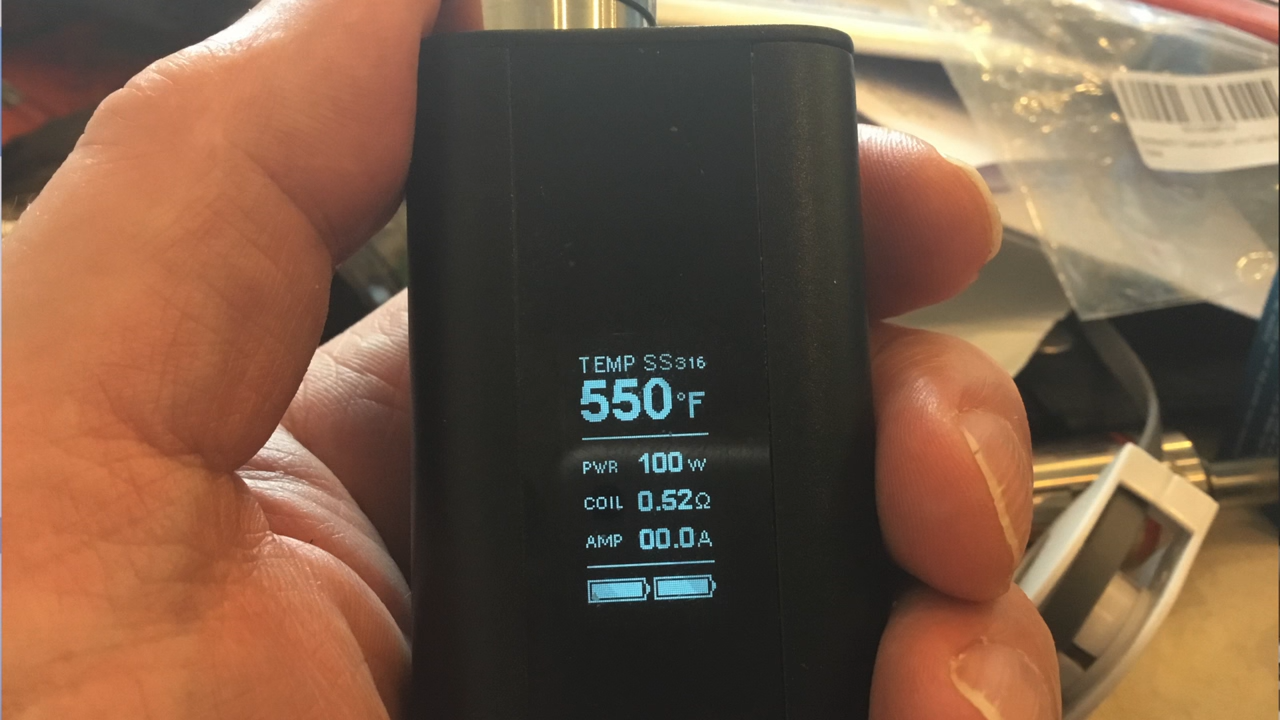 TEMP SS316
550°F
PWR 100W
COIL 0.52Ω
AMP 00.0A